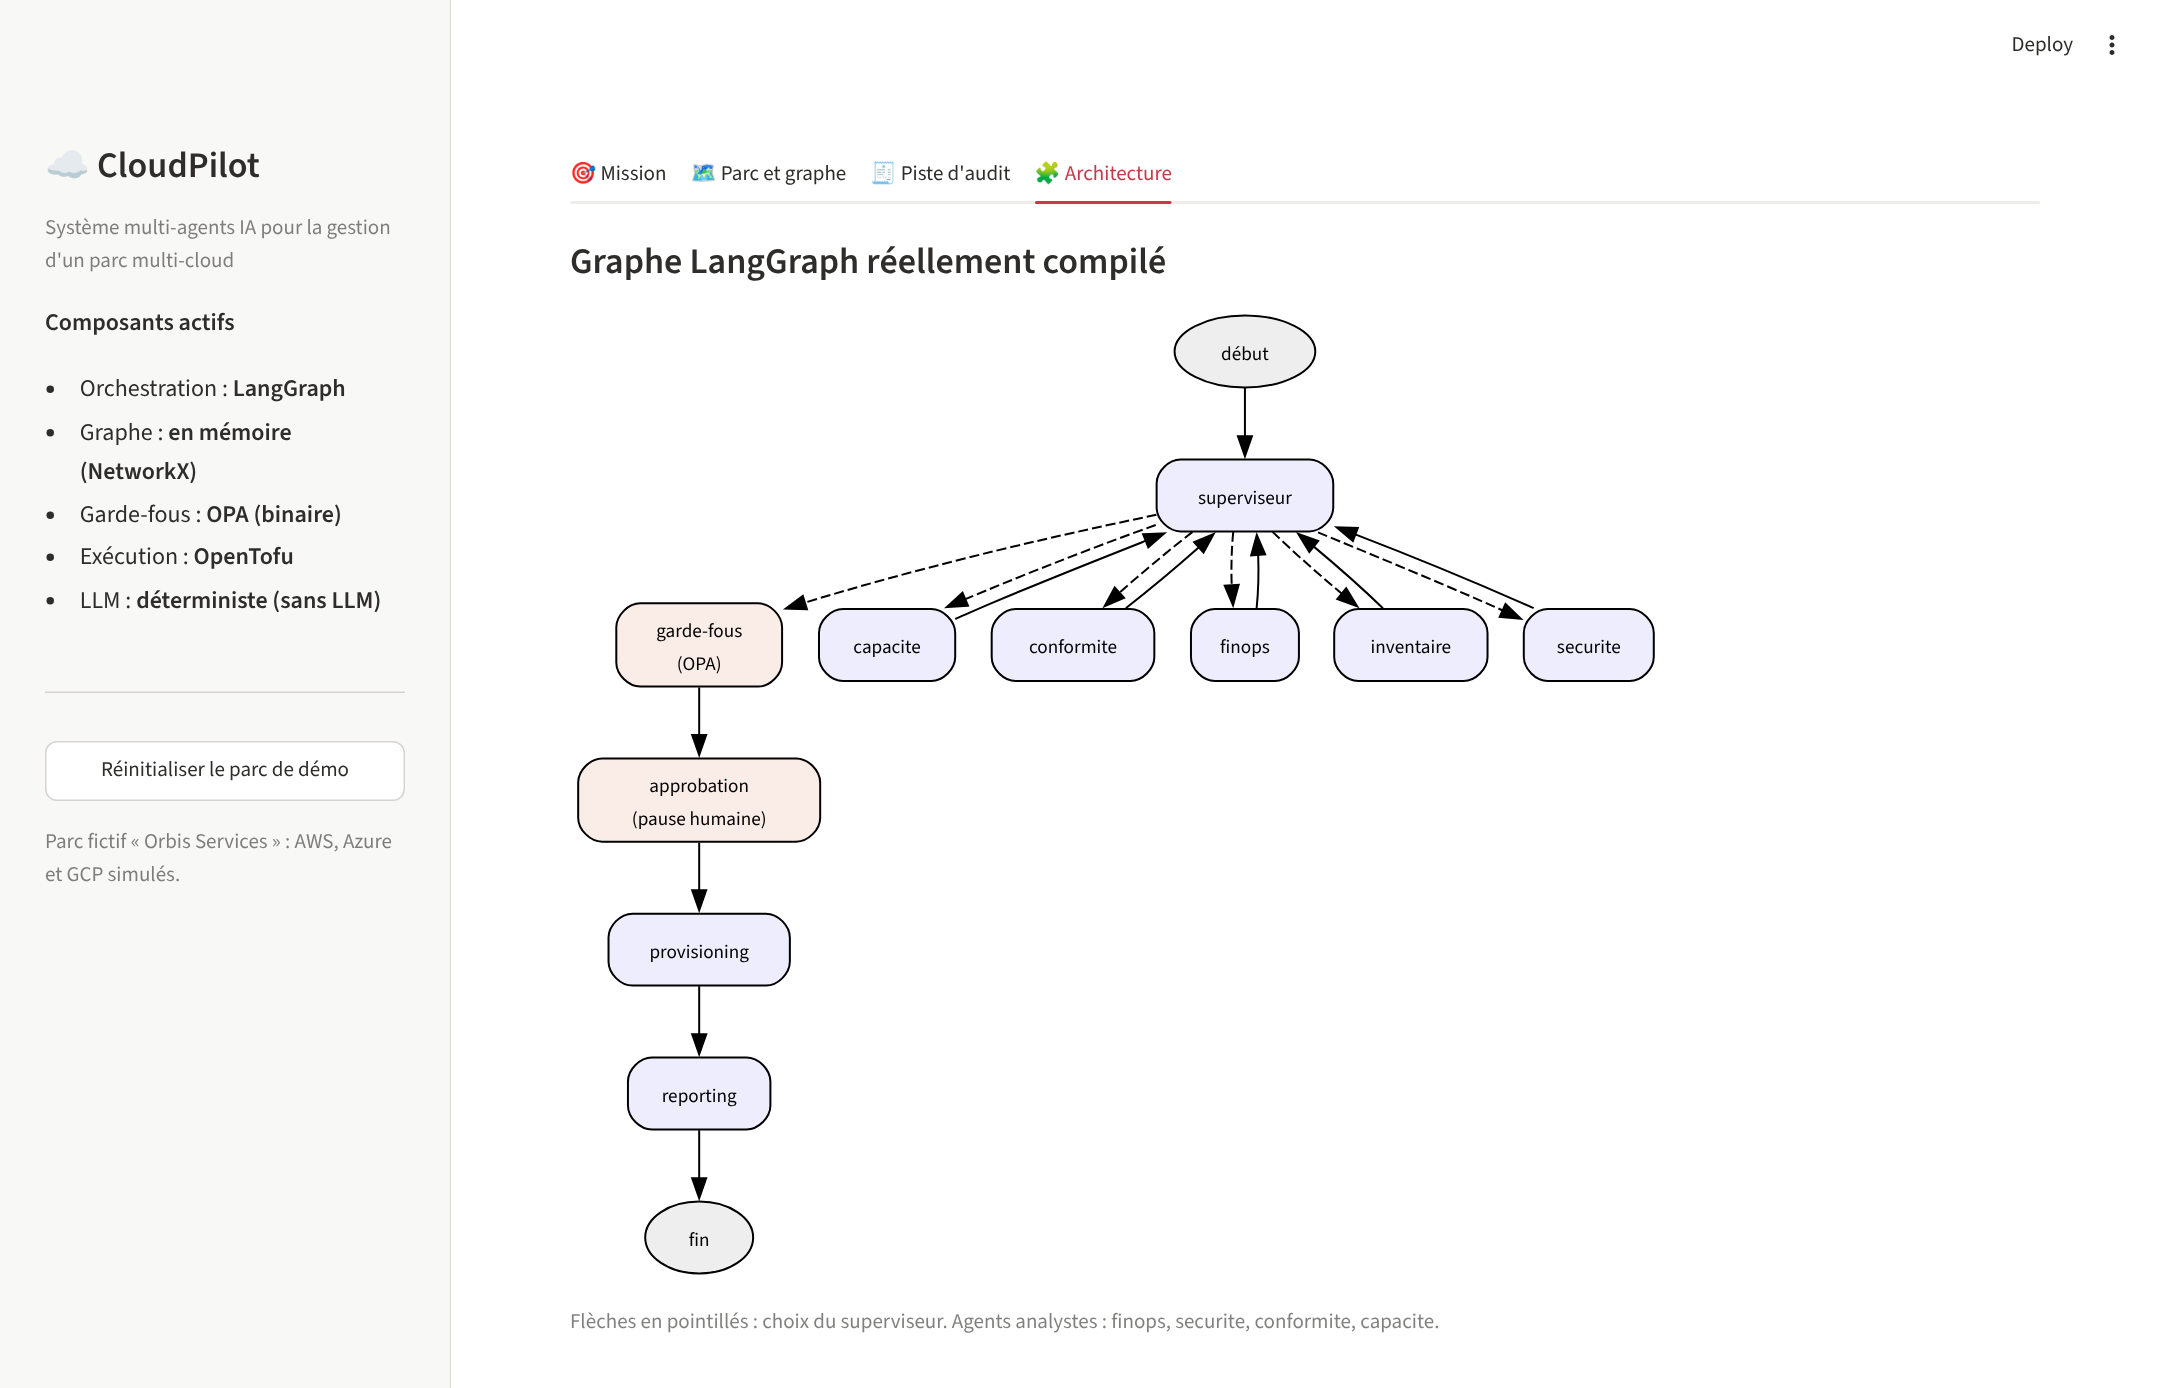 Deploy
☁️ CloudPilot
Système multi-agents IA pour la gestion
d'un parc multi-cloud
Composants actifs
• Orchestration : LangGraph
• Graphe : en mémoire
(NetworkX)
• Garde-fous : OPA (binaire)
• Exécution : OpenTofu
• LLM : déterministe (sans LLM)
Réinitialiser le parc de démo
Parc fictif « Orbis Services » : AWS, Azure
et GCP simulés.
🎯 Mission 🗺️ Parc et graphe 🧾 Piste d'audit 🧩 Architecture
Graphe LangGraph réellement compilé
début
superviseur
garde-fous
(OPA)
capacite
conformite
finops
inventaire
securite
approbation
(pause humaine)
provisioning
reporting
fin
Flèches en pointillés : choix du superviseur. Agents analystes : finops, securite, conformite, capacite.